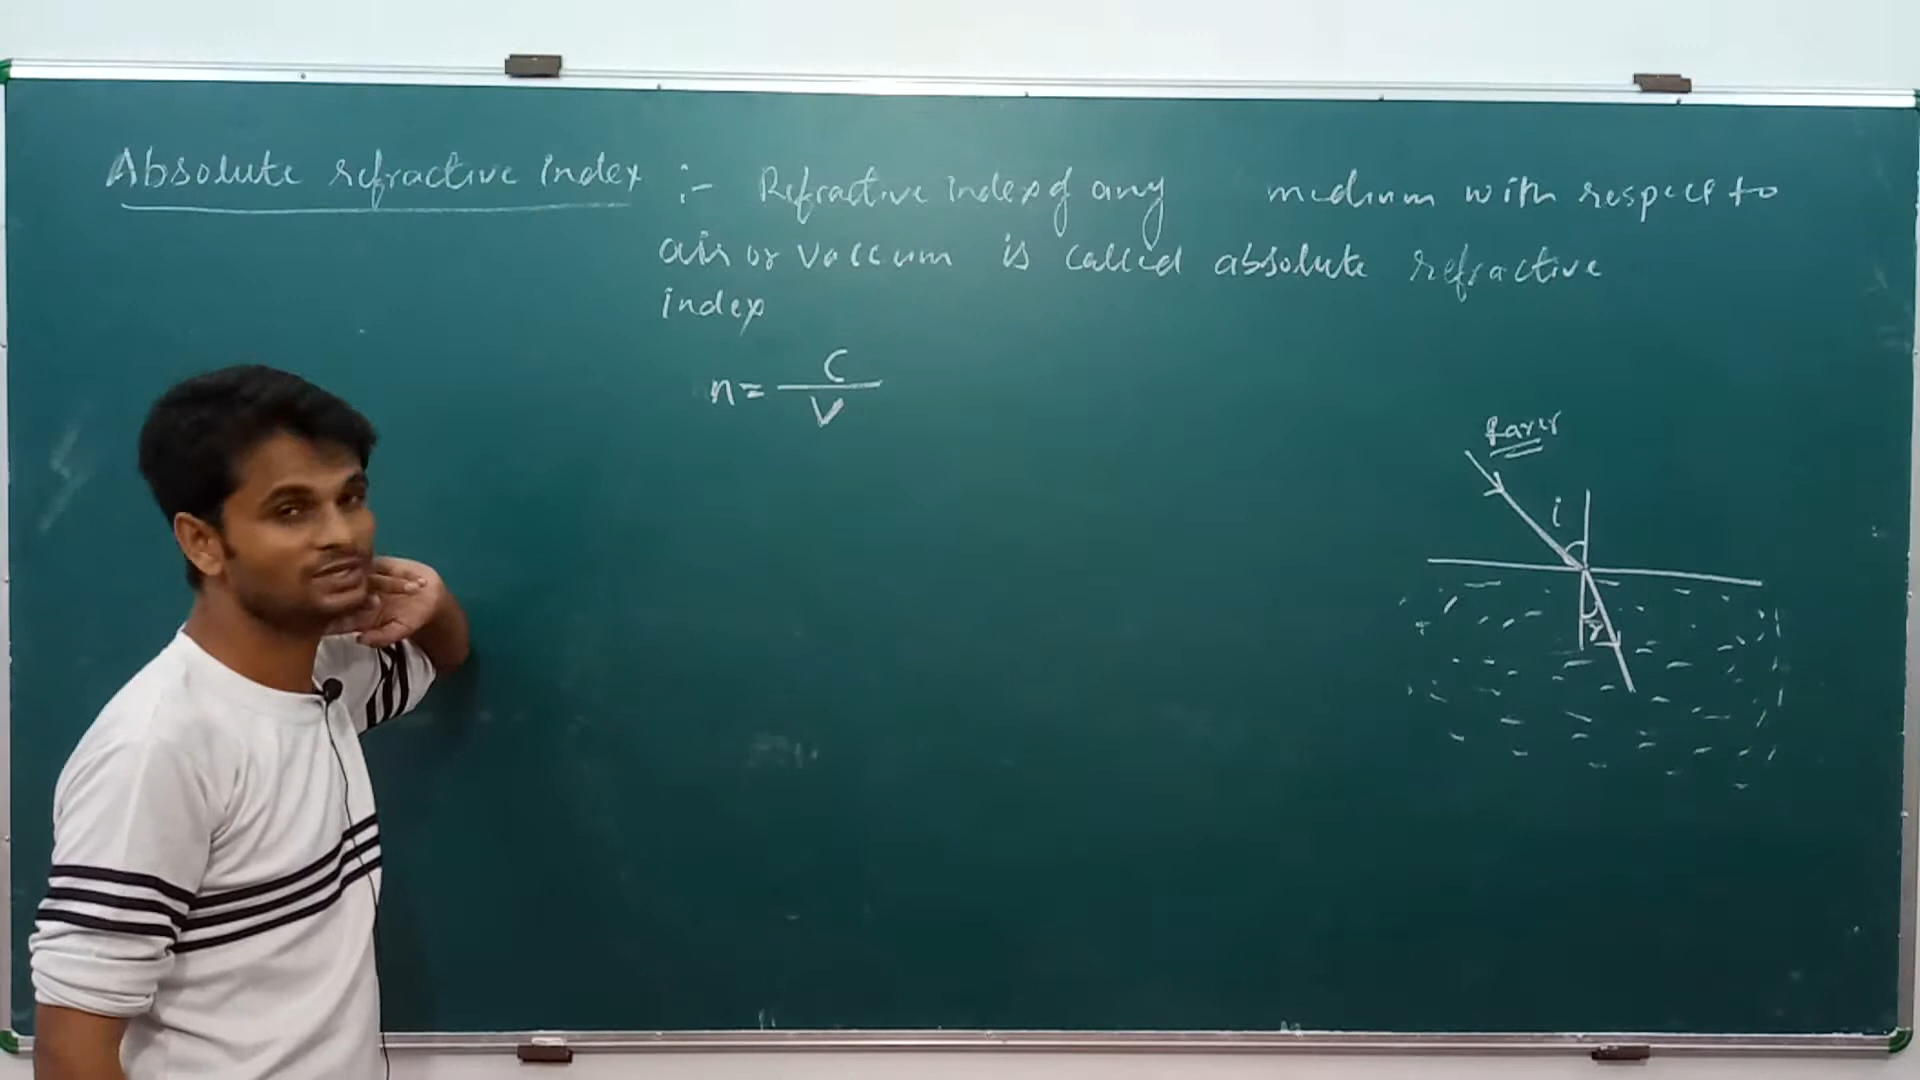 Absolute refractive index :- Refractive index of any medium with respect to
air or vaccum is called absolute refractive
index
n = C
V
Rarer
i
r